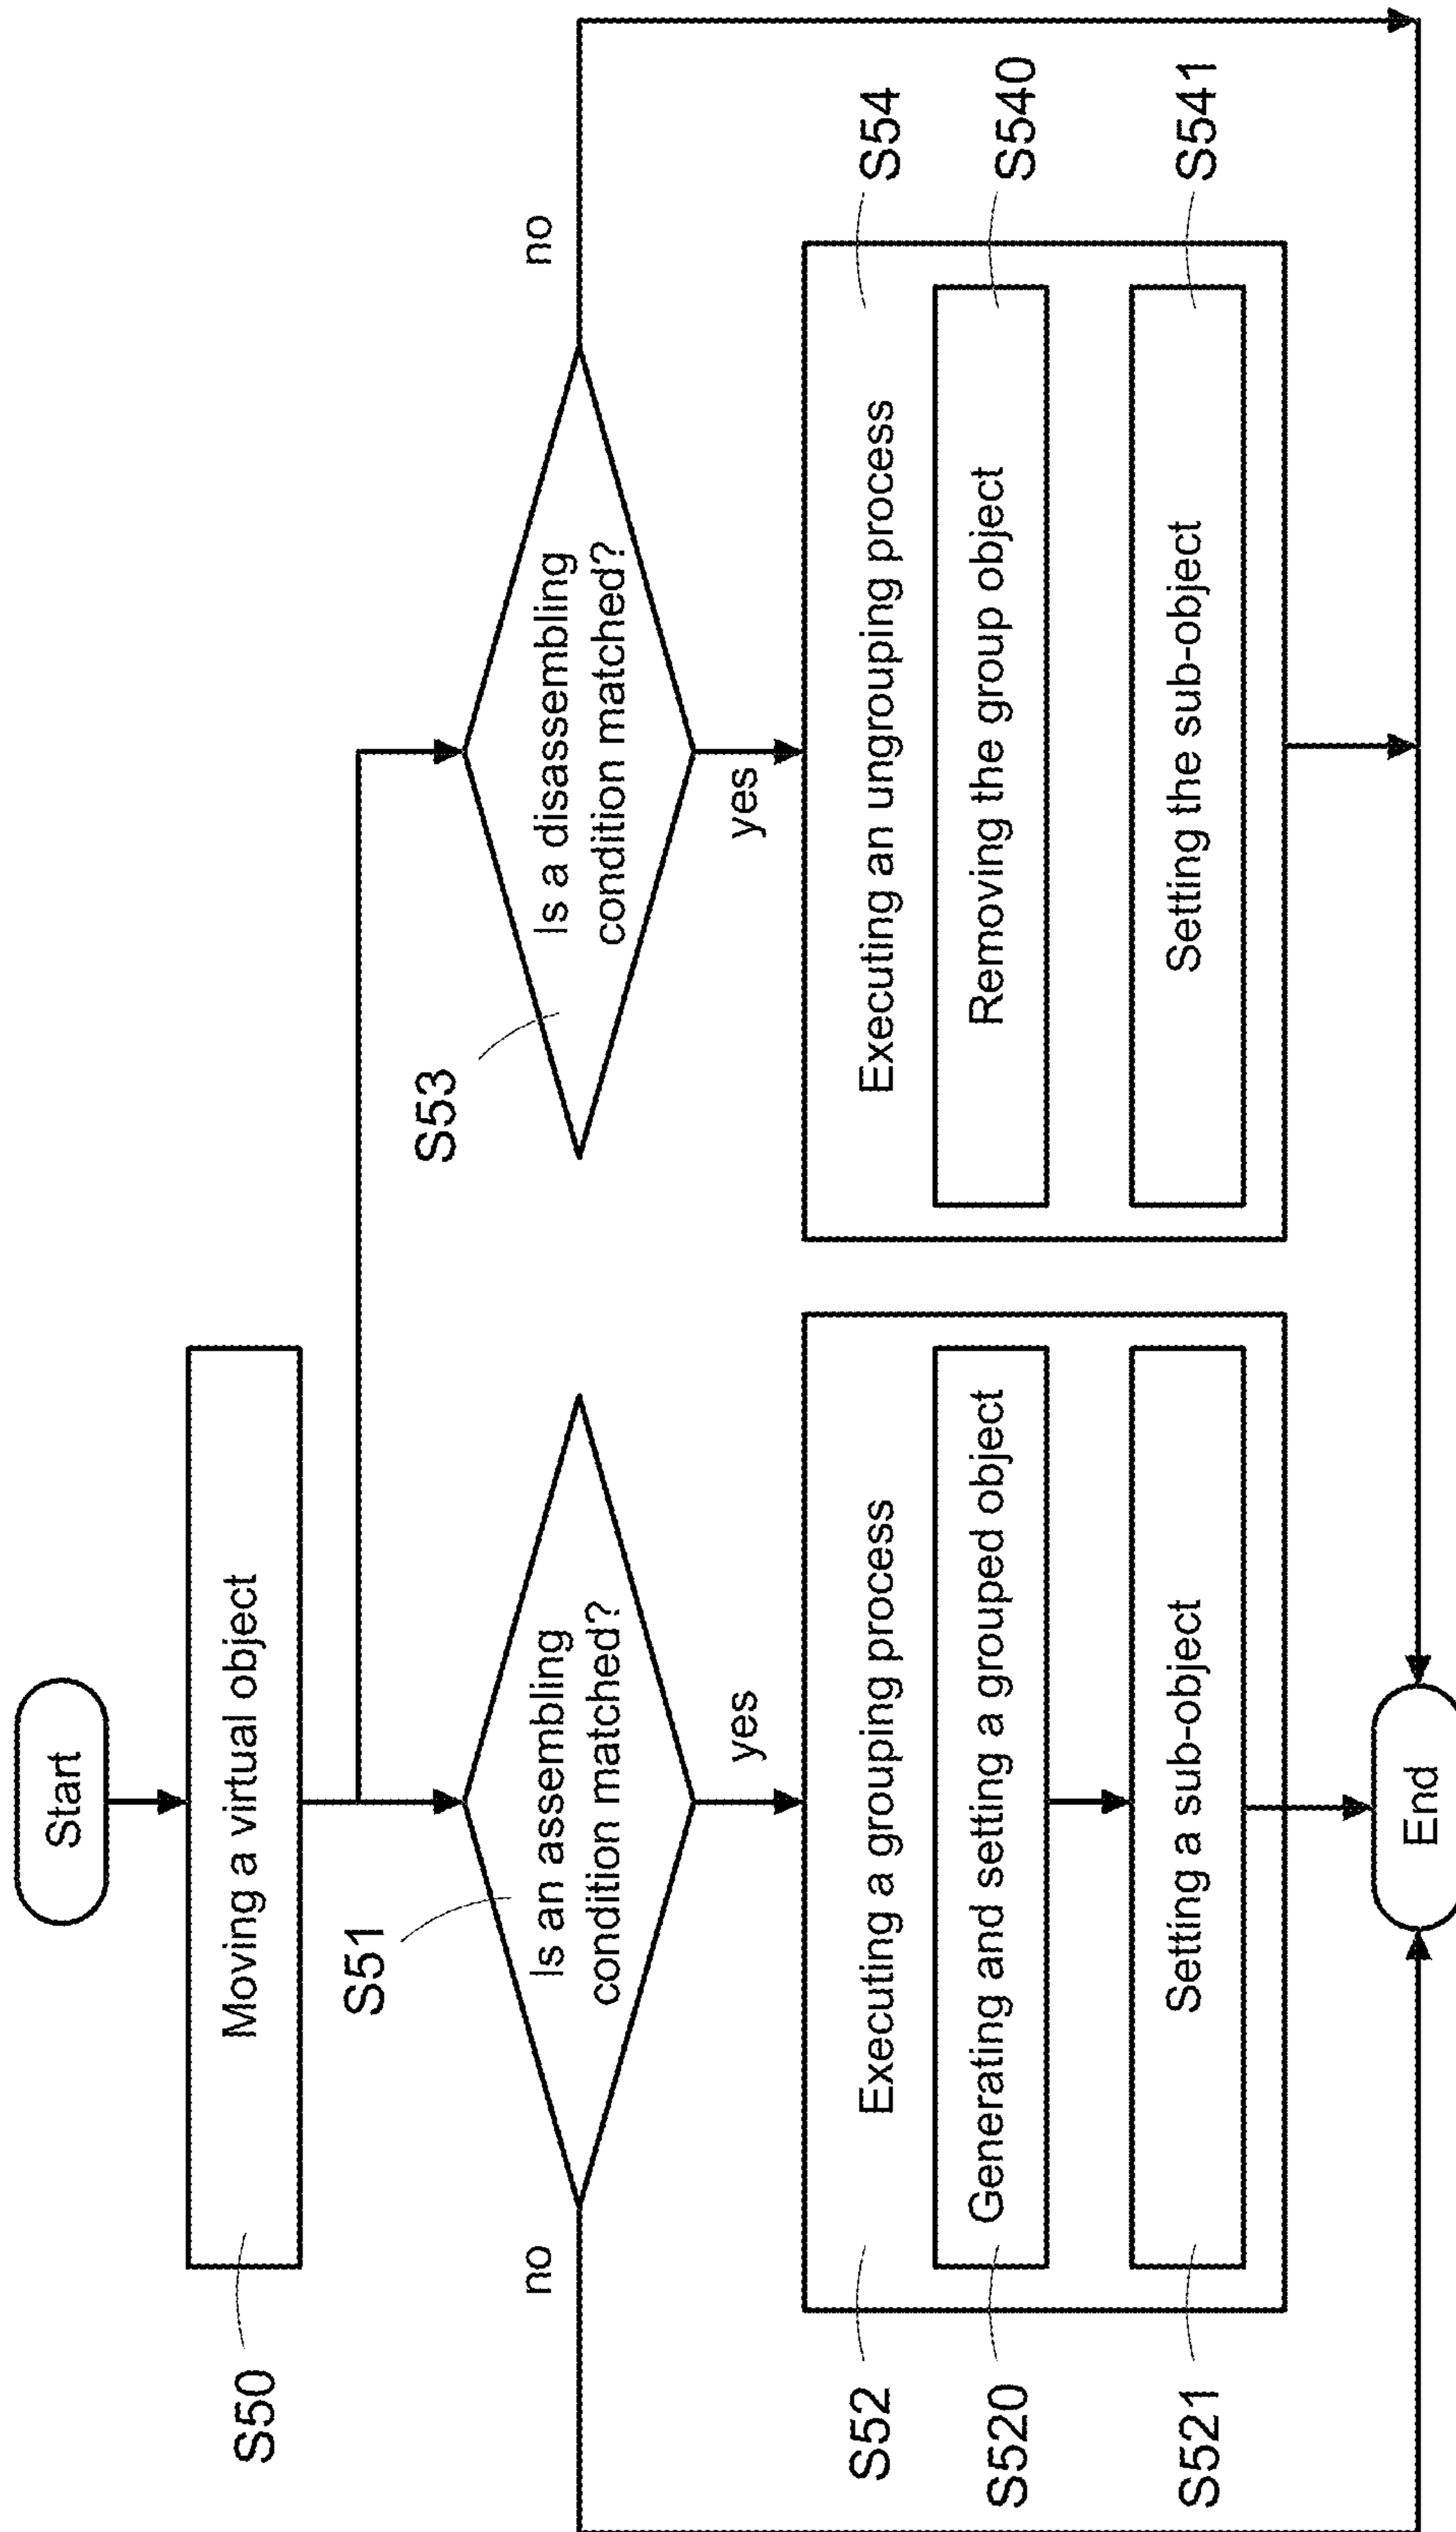 Start
S50
Moving a virtual object
S51
Is an assembling
condition matched?
no
yes
S53
Is a disassembling
condition matched?
no
yes
S52
Executing a grouping process
S520
Generating and setting a grouped object
S521
Setting a sub-object
Executing an ungrouping process
S54
Removing the group object
S540
Setting the sub-object
S541
End